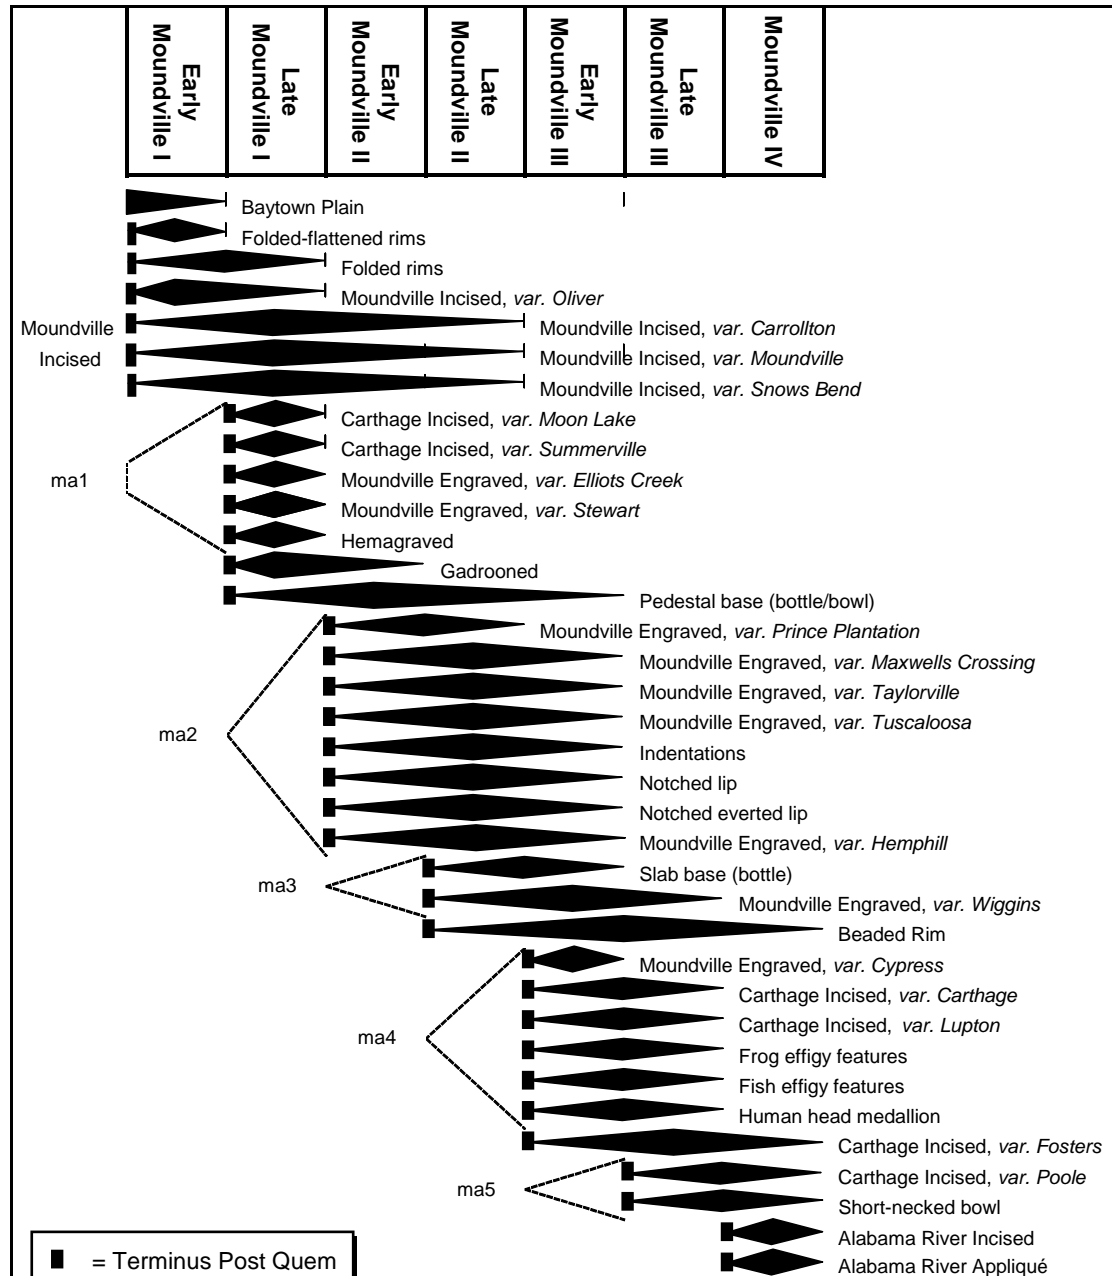 Early
Moundville I
Late
Moundville I
Early
Moundville II
Late
Moundville II
Early
Moundville III
Late
Moundville III
Moundville IV
Baytown Plain
Folded-flattened rims
Folded rims
Moundville Incised, var. Oliver
Moundville
Incised
Moundville Incised, var. Carrollton
Moundville Incised, var. Moundville
Moundville Incised, var. Snows Bend
ma1
Carthage Incised, var. Moon Lake
Carthage Incised, var. Summerville
Moundville Engraved, var. Elliots Creek
Moundville Engraved, var. Stewart
Hemagraved
Gadrooned
Pedestal base (bottle/bowl)
ma2
Moundville Engraved, var. Prince Plantation
Moundville Engraved, var. Maxwells Crossing
Moundville Engraved, var. Taylorville
Moundville Engraved, var. Tuscaloosa
Indentations
Notched lip
Notched everted lip
Moundville Engraved, var. Hemphill
ma3
Slab base (bottle)
Moundville Engraved, var. Wiggins
Beaded Rim
ma4
Moundville Engraved, var. Cypress
Carthage Incised, var. Carthage
Carthage Incised, var. Lupton
Frog effigy features
Fish effigy features
Human head medallion
Carthage Incised, var. Fosters
ma5
Carthage Incised, var. Poole
Short-necked bowl
Alabama River Incised
Alabama River Appliqué
= Terminus Post Quem